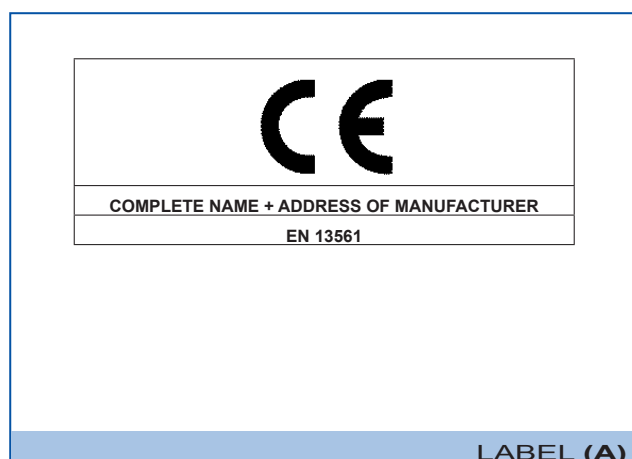 CE
COMPLETE NAME + ADDRESS OF MANUFACTURER
EN 13561
LABEL (A)